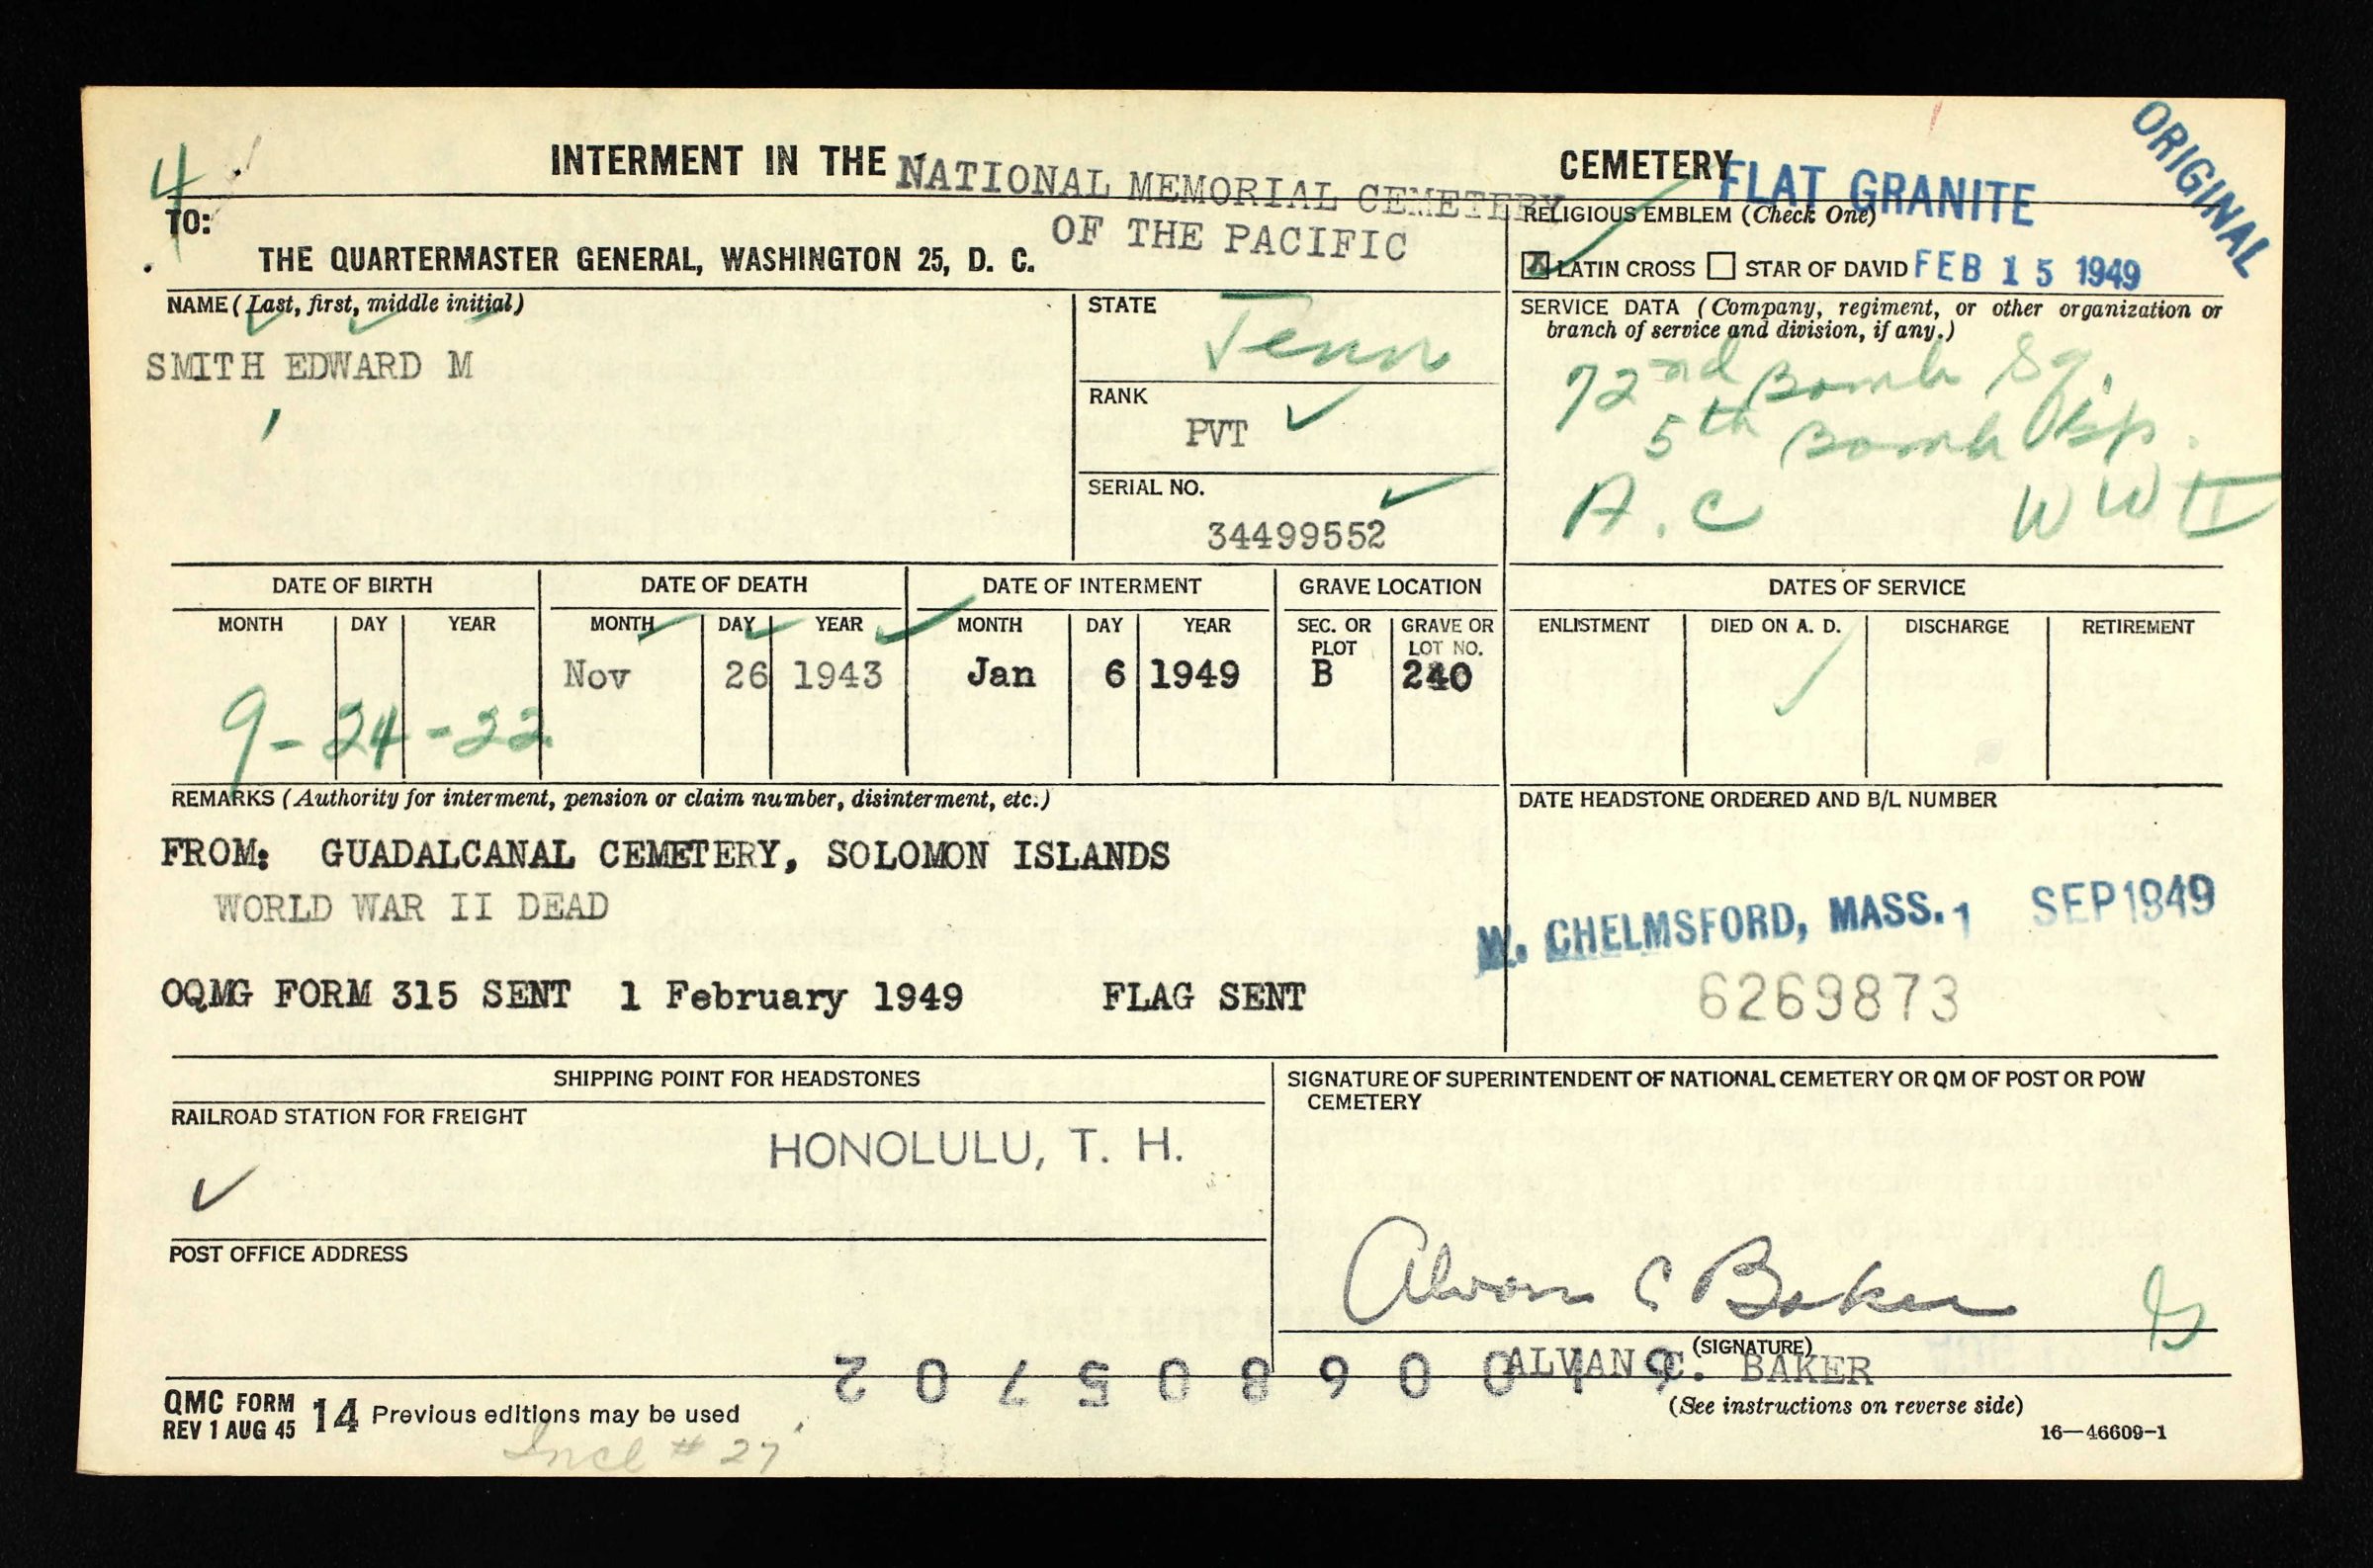 4
INTERMENT IN THE NATIONAL MEMORIAL CEMETERY OF THE PACIFIC CEMETERY
FLAT GRANITE
ORIGINAL
TO:
THE QUARTERMASTER GENERAL, WASHINGTON 25, D. C.
RELIGIOUS EMBLEM (Check One)
X LATIN CROSS STAR OF DAVID
FEB 15 1949
NAME (Last, first, middle initial)
SMITH EDWARD M
STATE
Tenn
RANK
PVT
SERIAL NO.
34499552
SERVICE DATA (Company, regiment, or other organization or
branch of service and division, if any.)
72nd Bomb Sq.
5th Bomb Gp.
A. C WW II
DATE OF BIRTH DATE OF DEATH DATE OF INTERMENT GRAVE LOCATION DATES OF SERVICE
MONTH DAY YEAR MONTH DAY YEAR MONTH DAY YEAR SEC. OR PLOT GRAVE OR LOT NO. ENLISTMENT DIED ON A. D. DISCHARGE RETIREMENT
Nov 26 1943 Jan 6 1949 B 240
9-24-22
REMARKS (Authority for interment, pension or claim number, disinterment, etc.)
FROM: GUADALCANAL CEMETERY, SOLOMON ISLANDS
WORLD WAR II DEAD
OQMG FORM 315 SENT 1 February 1949 FLAG SENT
DATE HEADSTONE ORDERED AND B/L NUMBER
W. CHELMSFORD, MASS. 1 SEP 1949
6269873
SHIPPING POINT FOR HEADSTONES
RAILROAD STATION FOR FREIGHT
HONOLULU, T. H.
POST OFFICE ADDRESS
SIGNATURE OF SUPERINTENDENT OF NATIONAL CEMETERY OR QM OF POST OR POW
CEMETERY
Alvan C Baker
(SIGNATURE)
ALVAN C. BAKER
(See instructions on reverse side)
QMC FORM 14 Previous editions may be used
REV 1 AUG 45
16—46609-1
Incl # 27